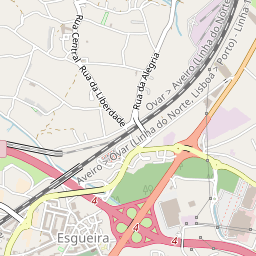 Rua Central
Rua da Liberdade
Rua da Alegria
Ovar > Aveiro (Linha do Norte,
Aveiro > Ovar (Linha do Norte, Lisboa > Porto) - Linha
4
4
4
4
Esgueira